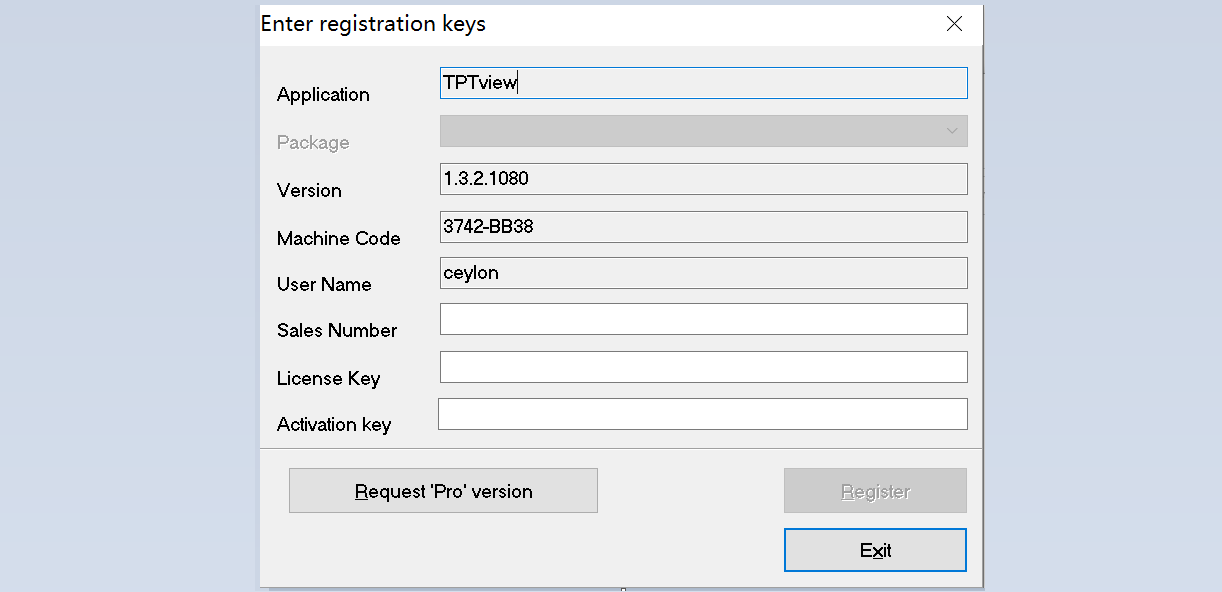 Enter registration keys
Application TPTview
Package
Version 1.3.2.1080
Machine Code 3742-BB38
User Name ceylon
Sales Number
License Key
Activation key
Request 'Pro' version Register
Exit